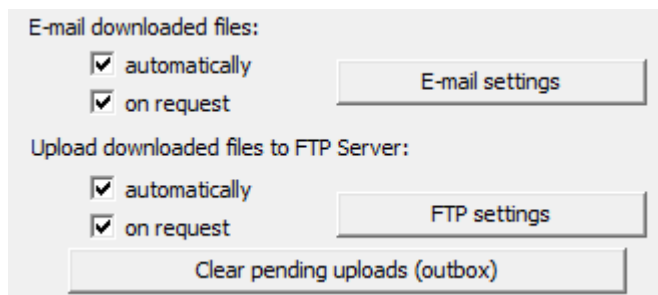 E-mail downloaded files:
automatically
E-mail settings
on request
Upload downloaded files to FTP Server:
automatically
FTP settings
on request
Clear pending uploads (outbox)